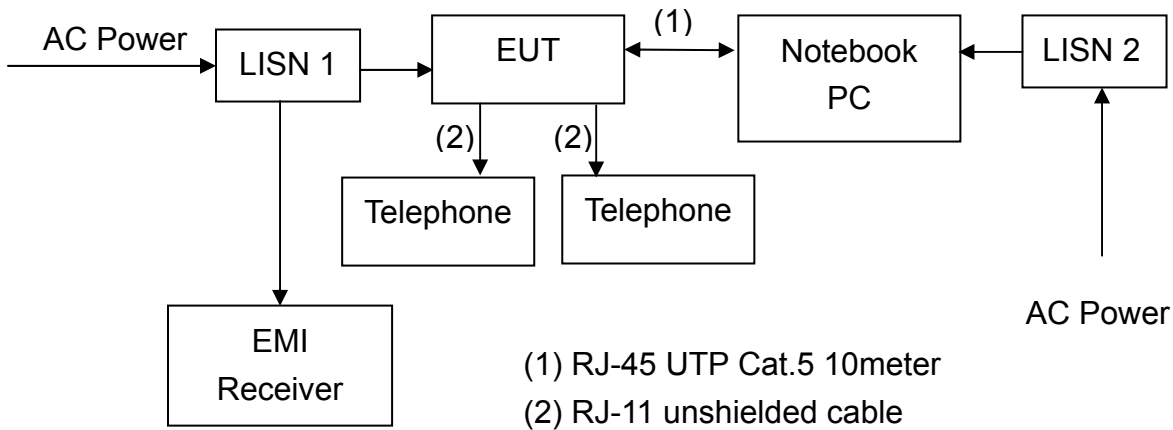 (1)
AC Power
LISN 1
EUT
Notebook
PC
LISN 2
(2)
(2)
Telephone
Telephone
AC Power
EMI
Receiver
(1) RJ-45 UTP Cat.5 10meter
(2) RJ-11 unshielded cable